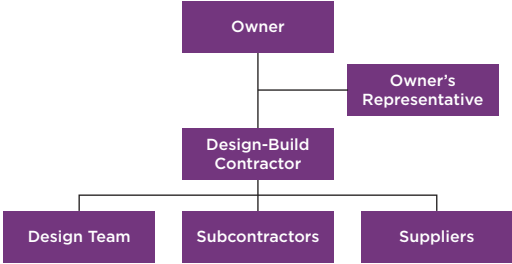 Owner
Owner's
Representative
Design-Build
Contractor
Design Team
Subcontractors
Suppliers